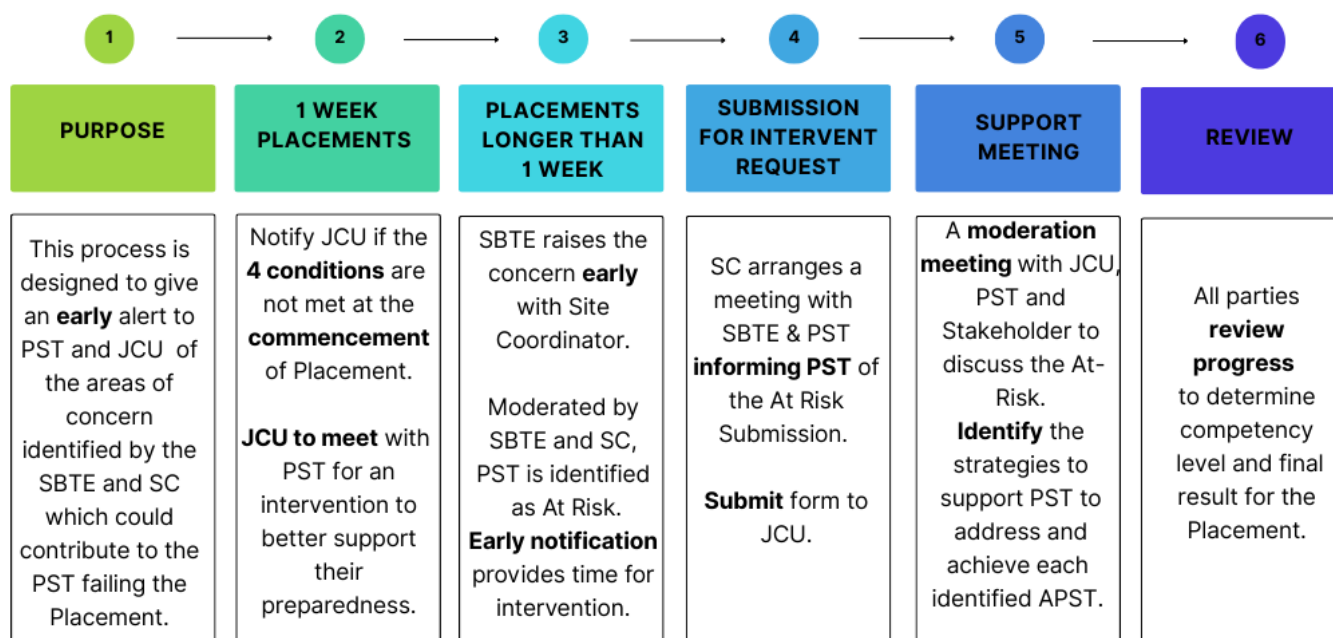 1
2
3
4
5
6
PURPOSE
1 WEEK
PLACEMENTS
PLACEMENTS
LONGER THAN
1 WEEK
SUBMISSION
FOR INTERVENT
REQUEST
SUPPORT
MEETING
REVIEW
This process is
designed to give
an early alert to
PST and JCU of
the areas of
concern
identified by the
SBTE and SC
which could
contribute to the
PST failing the
Placement.
Notify JCU if the
4 conditions are
not met at the
commencement
of Placement.
JCU to meet with
PST for an
intervention to
better support
their
preparedness.
SBTE raises the
concern early
with Site
Coordinator.
Moderated by
SBTE and SC,
PST is identified
as At Risk.
Early notification
provides time for
intervention.
SC arranges a
meeting with
SBTE & PST
informing PST of
the At Risk
Submission.
Submit form to
JCU.
A moderation
meeting with JCU,
PST and
Stakeholder to
discuss the At-
Risk.
Identify the
strategies to
support PST to
address and
achieve each
identified APST.
All parties
review
progress
to determine
competency
level and final
result for the
Placement.